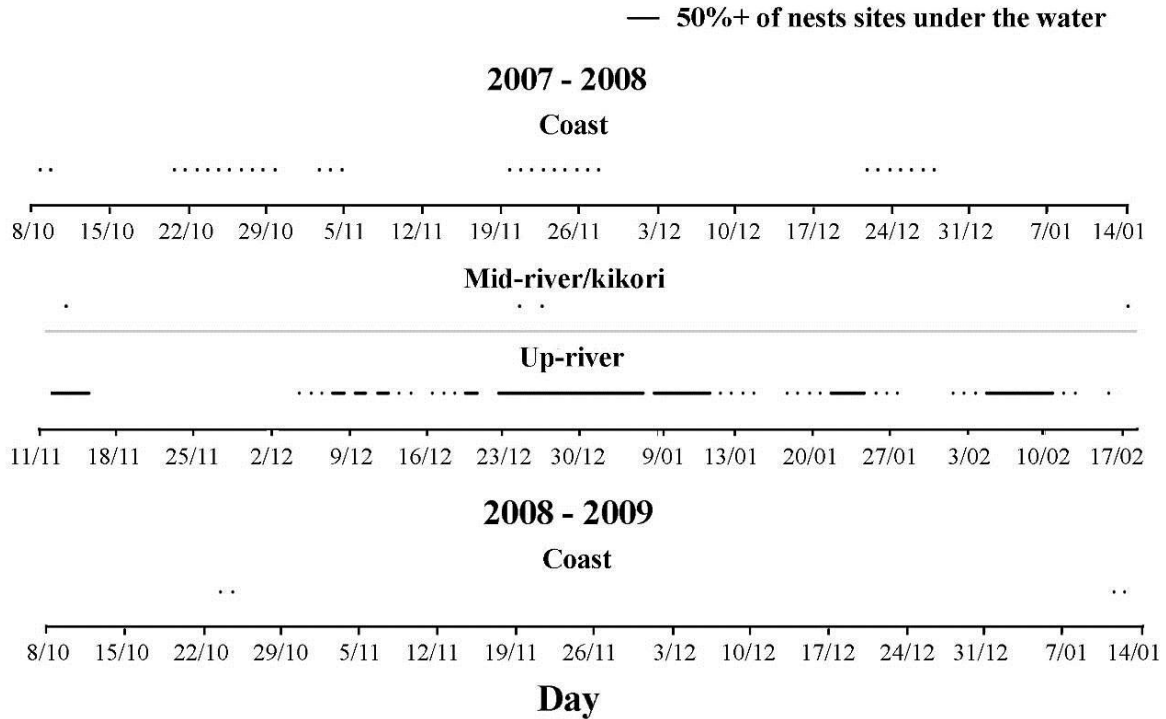 50%+ of nests sites under the water
2007 - 2008
Coast
8/10 15/10 22/10 29/10 5/11 12/11 19/11 26/11 3/12 10/12 17/12 24/12 31/12 7/01 14/01
Mid-river/kikori
Up-river
11/11 18/11 25/11 2/12 9/12 16/12 23/12 30/12 9/01 13/01 20/01 27/01 3/02 10/02 17/02
2008 - 2009
Coast
8/10 15/10 22/10 29/10 5/11 12/11 19/11 26/11 3/12 10/12 17/12 24/12 31/12 7/01 14/01
Day